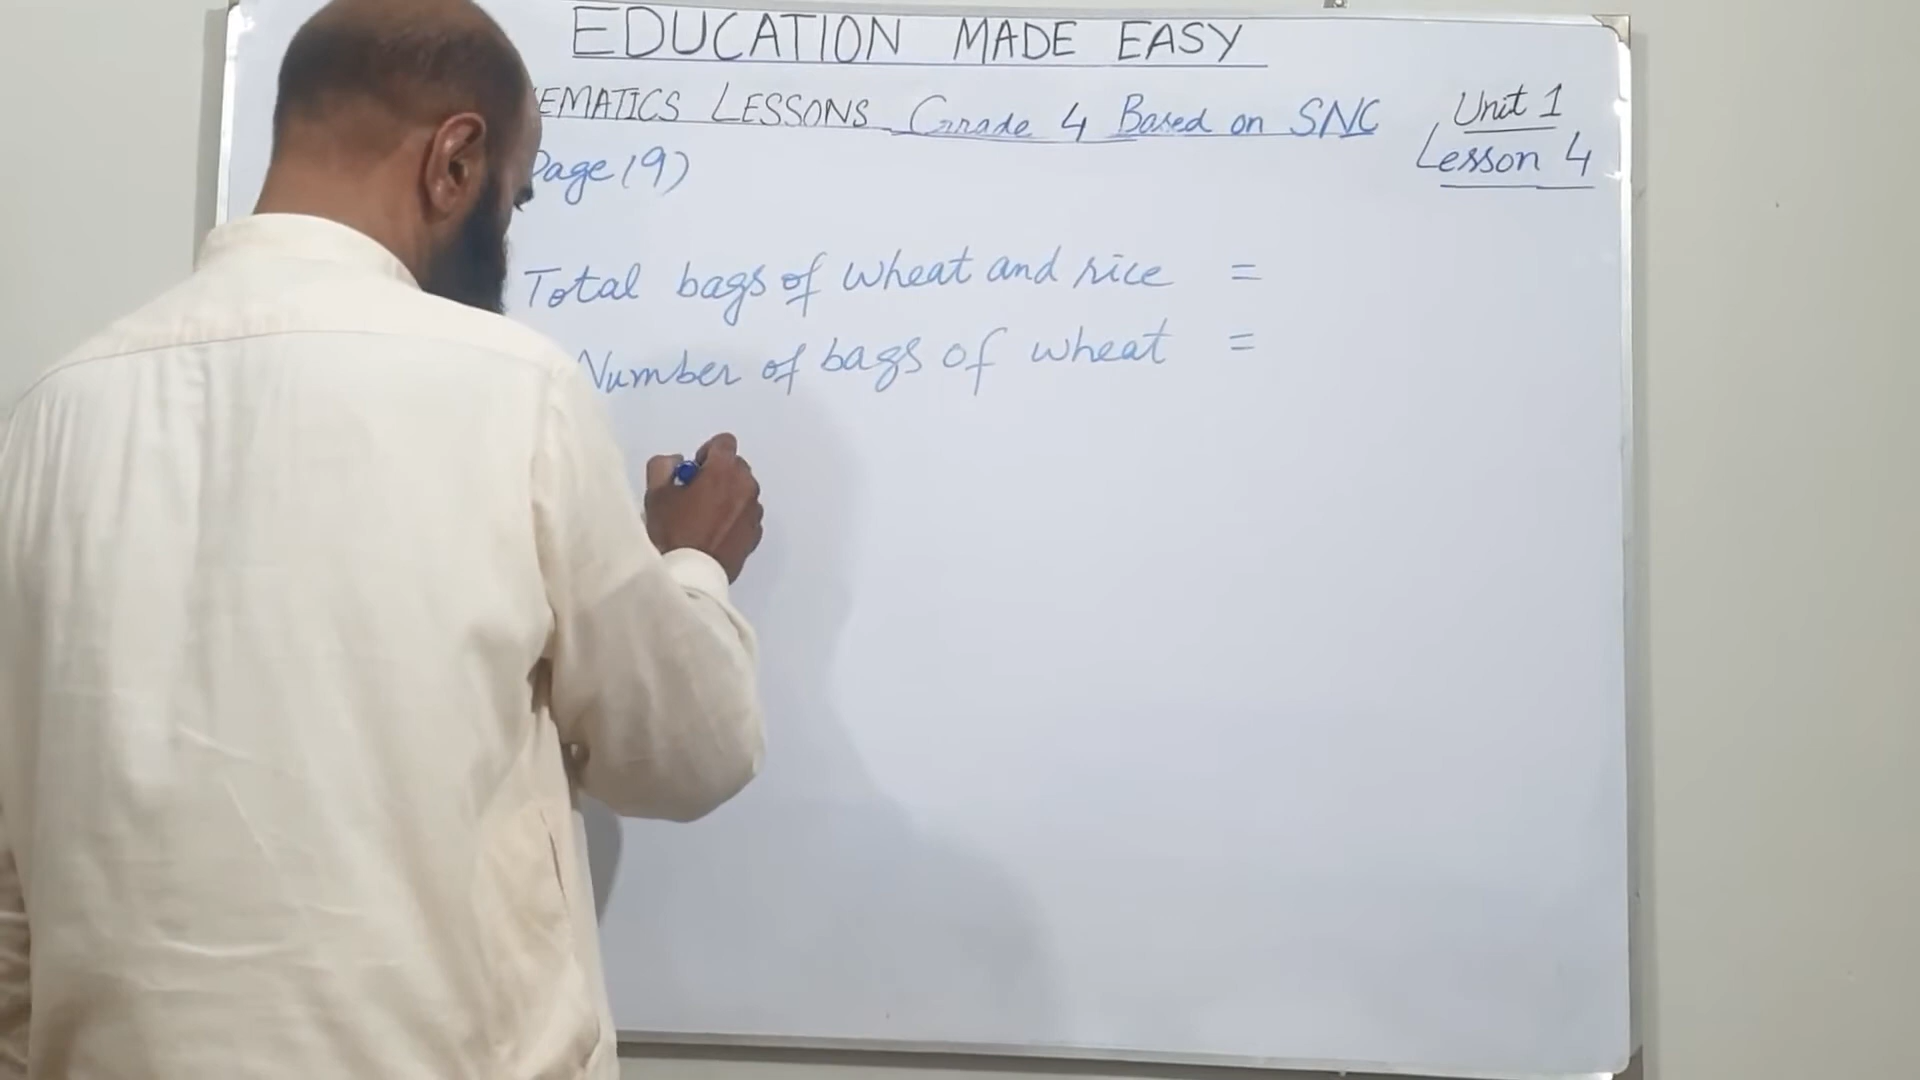 EDUCATION MADE EASY
EMATICS LESSONS Grade 4 Based on SNC
Unit 1
Lesson 4
Page (9)
Total bags of wheat and rice =
Number of bags of wheat =